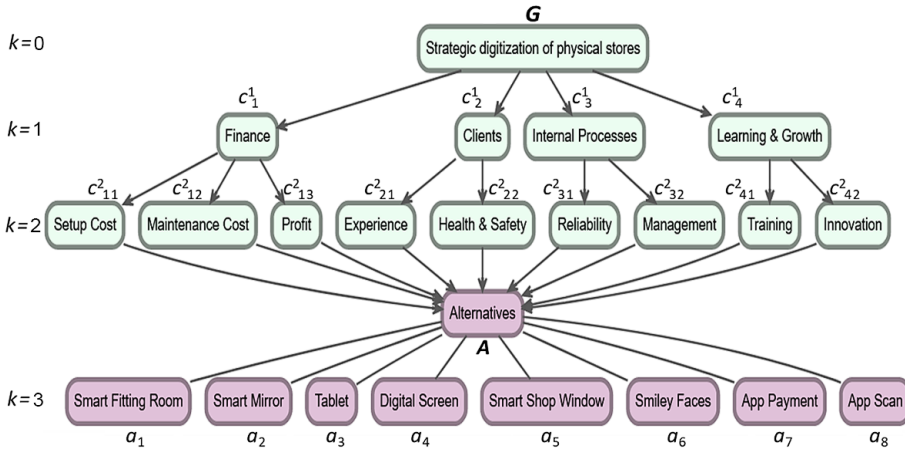 G
k=0
Strategic digitization of physical stores
c¹₁ c¹₂ c¹₃ c¹₄
k=1
Finance Clients Internal Processes Learning & Growth
c²₁₁ c²₁₂ c²₁₃ c²₂₁ c²₂₂ c²₃₁ c²₃₂ c²₄₁ c²₄₂
k=2
Setup Cost Maintenance Cost Profit Experience Health & Safety Reliability Management Training Innovation
Alternatives
A
k=3
Smart Fitting Room Smart Mirror Tablet Digital Screen Smart Shop Window Smiley Faces App Payment App Scan
a₁ a₂ a₃ a₄ a₅ a₆ a₇ a₈